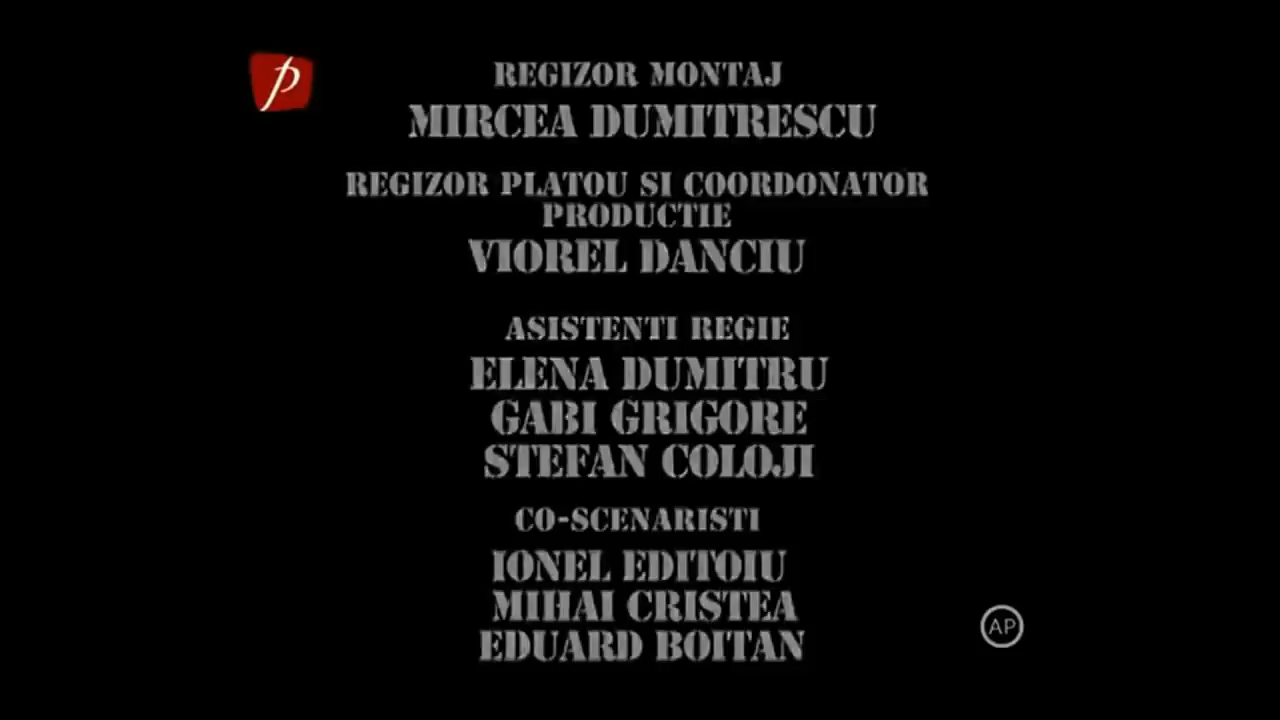 p
REGIZOR MONTAJ
MIRCEA DUMITRESCU
REGIZOR PLATOU SI COORDONATOR
PRODUCTIE
VIOREL DANCIU
ASISTENTI REGIE
ELENA DUMITRU
GABI GRIGORE
STEFAN COLOJI
CO-SCENARISTI
IONEL EDITOIU
MIHAI CRISTEA
EDUARD BOITAN
AP